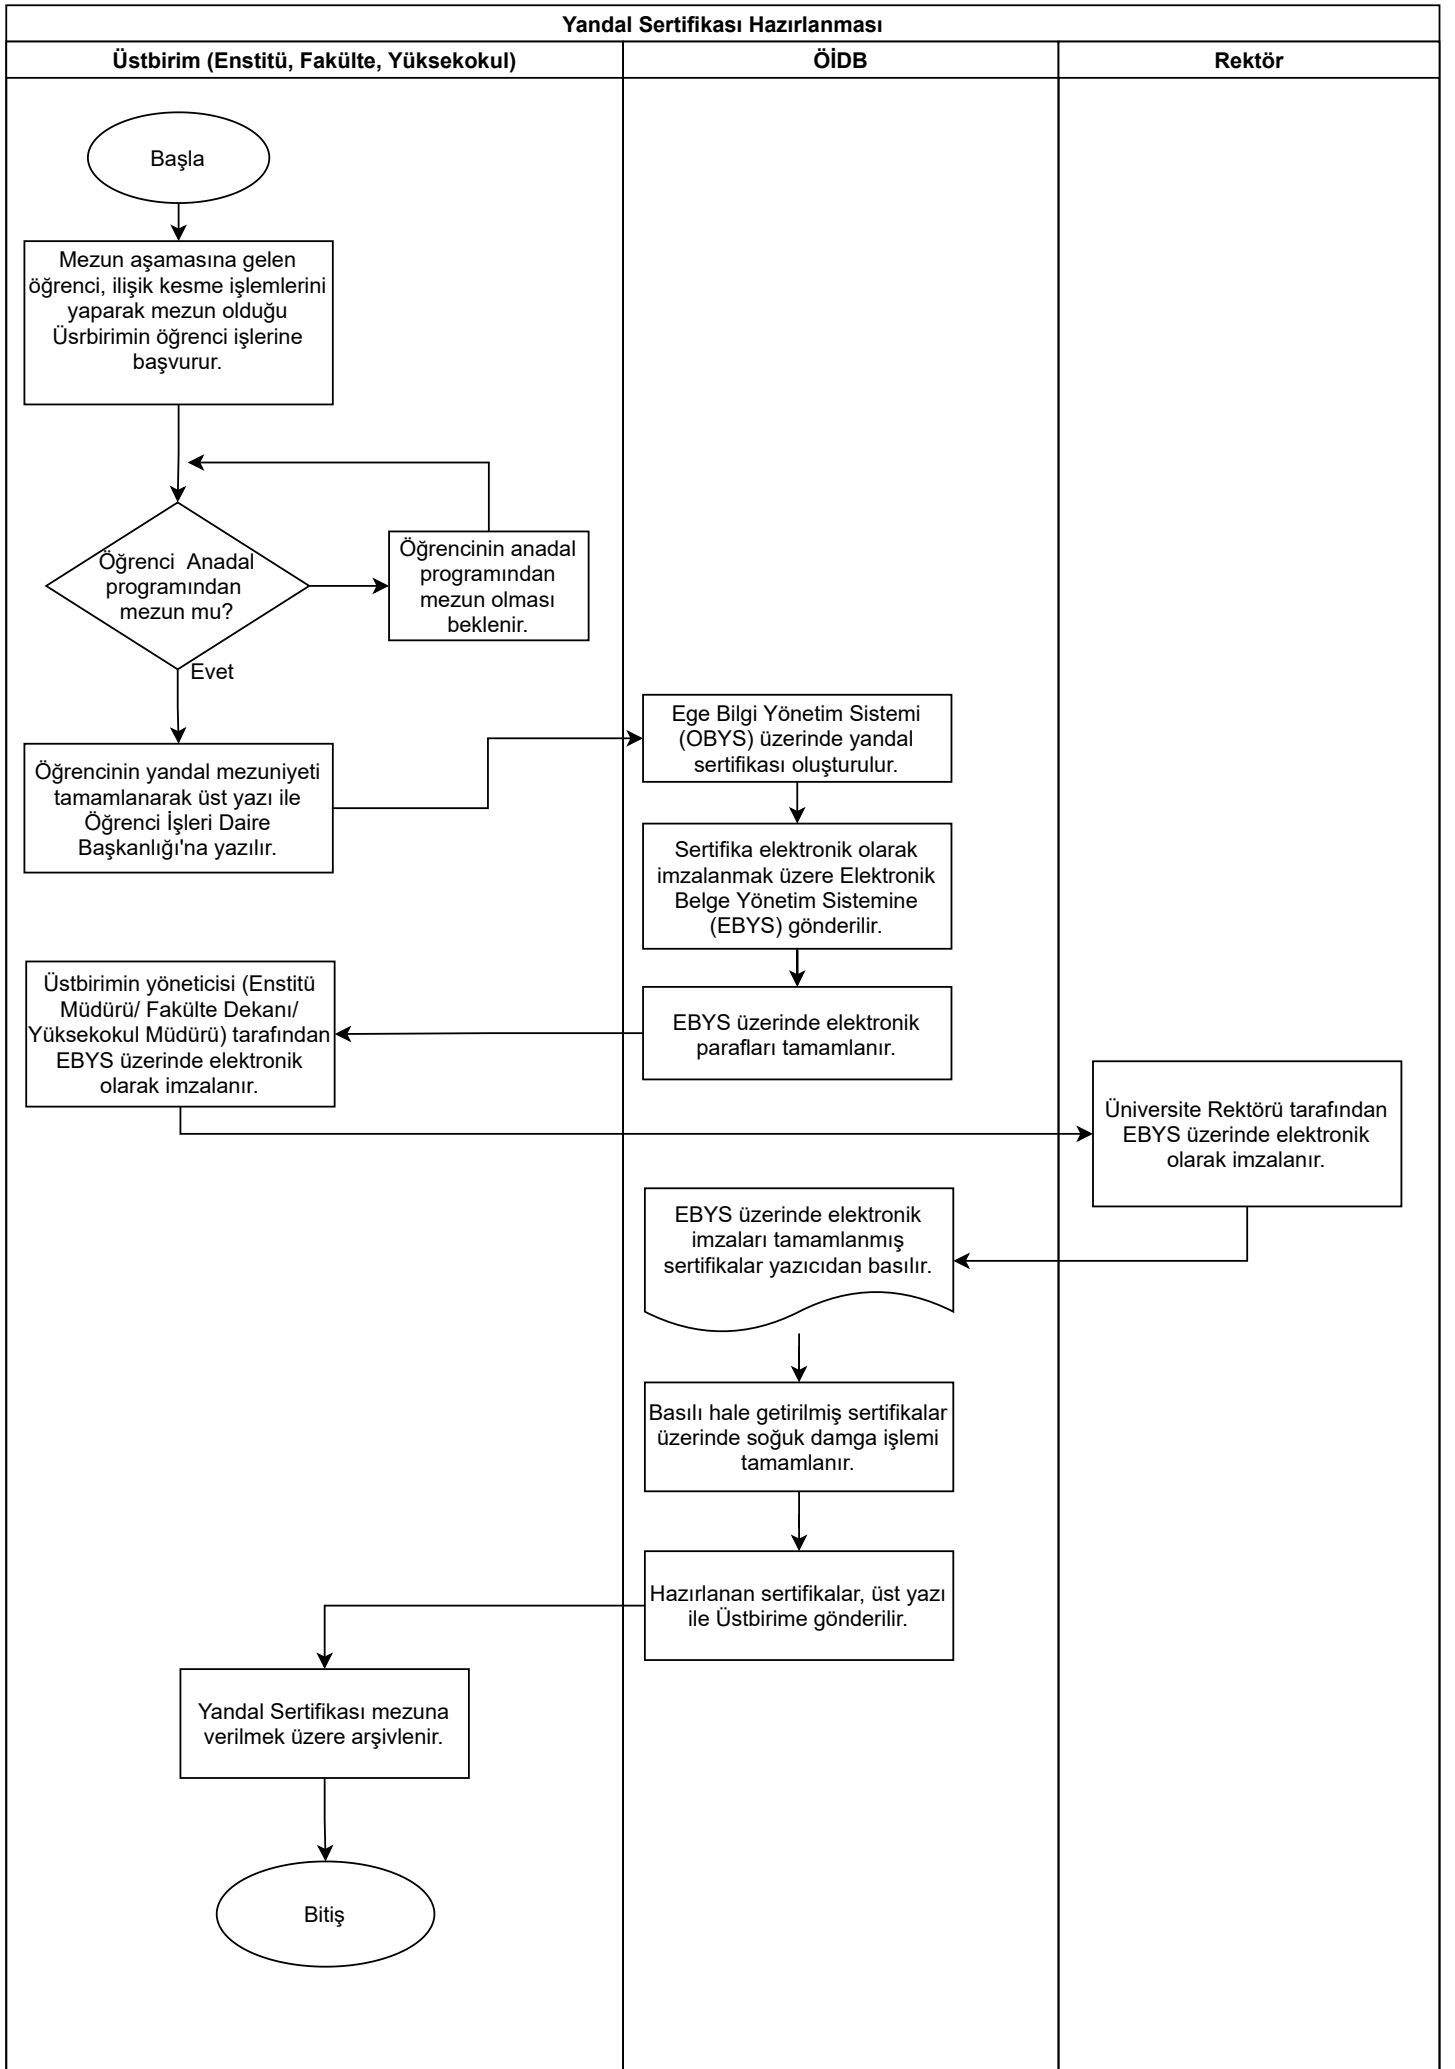 Yandal Sertifikası Hazırlanması
Üstbirim (Enstitü, Fakülte, Yüksekokul)
ÖİDB
Rektör
Başla
Mezun aşamasına gelen
öğrenci, ilişik kesme işlemlerini
yaparak mezun olduğu
Üsrbirimin öğrenci işlerine
başvurur.
Öğrenci  Anadal
programından
mezun mu?
Öğrencinin anadal
programından
mezun olması
beklenir.
Evet
Öğrencinin yandal mezuniyeti
tamamlanarak üst yazı ile
Öğrenci İşleri Daire
Başkanlığı'na yazılır.
Ege Bilgi Yönetim Sistemi
(OBYS) üzerinde yandal
sertifikası oluşturulur.
Sertifika elektronik olarak
imzalanmak üzere Elektronik
Belge Yönetim Sistemine
(EBYS) gönderilir.
EBYS üzerinde elektronik
parafları tamamlanır.
Üstbirimin yöneticisi (Enstitü
Müdürü/ Fakülte Dekanı/
Yüksekokul Müdürü) tarafından
EBYS üzerinde elektronik
olarak imzalanır.
Üniversite Rektörü tarafından
EBYS üzerinde elektronik
olarak imzalanır.
EBYS üzerinde elektronik
imzaları tamamlanmış
sertifikalar yazıcıdan basılır.
Basılı hale getirilmiş sertifikalar
üzerinde soğuk damga işlemi
tamamlanır.
Hazırlanan sertifikalar, üst yazı
ile Üstbirime gönderilir.
Yandal Sertifikası mezuna
verilmek üzere arşivlenir.
Bitiş